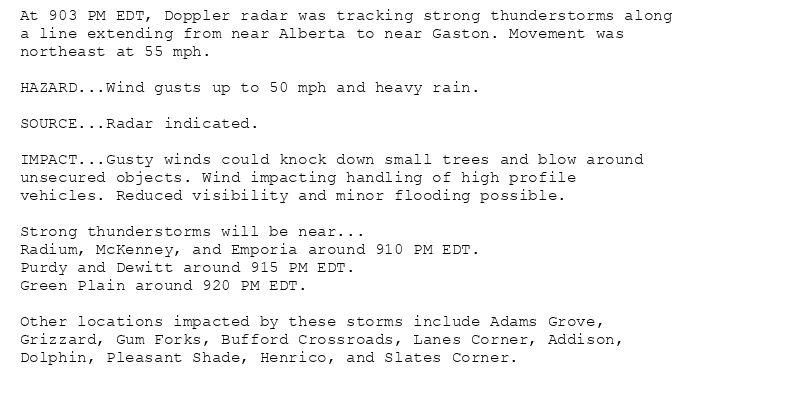 At 903 PM EDT, Doppler radar was tracking strong thunderstorms along
a line extending from near Alberta to near Gaston. Movement was
northeast at 55 mph.
HAZARD...Wind gusts up to 50 mph and heavy rain.
SOURCE...Radar indicated.
IMPACT...Gusty winds could knock down small trees and blow around
unsecured objects. Wind impacting handling of high profile
vehicles. Reduced visibility and minor flooding possible.
Strong thunderstorms will be near...
Radium, McKenney, and Emporia around 910 PM EDT.
Purdy and Dewitt around 915 PM EDT.
Green Plain around 920 PM EDT.
Other locations impacted by these storms include Adams Grove,
Grizzard, Gum Forks, Bufford Crossroads, Lanes Corner, Addison,
Dolphin, Pleasant Shade, Henrico, and Slates Corner.